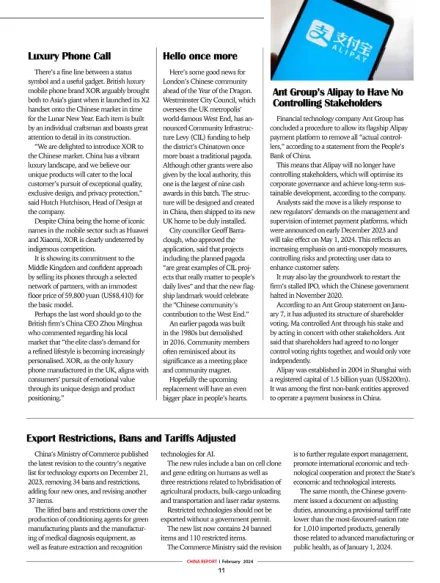 支付宝
ALIPAY
Luxury Phone Call
There's a fine line between a status
symbol and a useful gadget. British luxury
mobile phone brand XOR arguably brought
both to Asia's giant when it launched its X2
handset onto the Chinese market in time
for the Lunar New Year. Each item is built
by an individual craftsman and boasts great
attention to detail in its construction.
"We are delighted to introduce XOR to
the Chinese market. China has a vibrant
luxury landscape, and we believe our
unique products will cater to the local
customer's pursuit of exceptional quality,
exclusive design, and privacy protection,"
said Hutch Hutchison, Head of Design at
the company.
Despite China being the home of iconic
names in the mobile sector such as Huawei
and Xiaomi, XOR is clearly undeterred by
indigenous competition.
It is showing its commitment to the
Middle Kingdom and confident approach
by selling its phones through a selected
network of partners, with an immodest
floor price of 59,800 yuan (US$8,410) for
the basic model.
Perhaps the last word should go to the
British firm's China CEO Zhou Minghua
who commented regarding his local
market that "the elite class's demand for
a refined lifestyle is becoming increasingly
personalised. XOR, as the only luxury
phone manufactured in the UK, aligns with
consumers' pursuit of emotional value
through its unique design and product
positioning."
Hello once more
Here's some good news for
London's Chinese community
ahead of the Year of the Dragon.
Westminster City Council, which
oversees the UK metropolis'
world-famous West End, has an-
nounced Community Infrastruc-
ture Levy (CIL) funding to help
the district's Chinatown once
more boast a traditional pagoda.
Although other grants were also
given by the local authority, this
one is the largest of nine cash
awards in this batch. The struc-
ture will be designed and created
in China, then shipped to its new
UK home to be duly installed.
City councillor Geoff Barra-
clough, who approved the
application, said that projects
including the planned pagoda
"are great examples of CIL proj-
ects that really matter to people's
daily lives" and that the new flag-
ship landmark would celebrate
the "Chinese community's
contribution to the West End."
An earlier pagoda was built
in the 1980s but demolished
in 2016. Community members
often reminisced about its
significance as a meeting place
and community magnet.
Hopefully the upcoming
replacement will have an even
bigger place in people's hearts.
Ant Group's Alipay to Have No
Controlling Stakeholders
Financial technology company Ant Group has
concluded a procedure to allow its flagship Alipay
payment platform to remove all "actual control-
lers," according to a statement from the People's
Bank of China.
This means that Alipay will no longer have
controlling stakeholders, which will optimise its
corporate governance and achieve long-term sus-
tainable development, according to the company.
Analysts said the move is a likely response to
new regulators' demands on the management and
supervision of internet payment platforms, which
were announced on early December 2023 and
will take effect on May 1, 2024. This reflects an
increasing emphasis on anti-monopoly measures,
controlling risks and protecting user data to
enhance customer safety.
It may also lay the groundwork to restart the
firm's stalled IPO, which the Chinese government
halted in November 2020.
According to an Ant Group statement on Janu-
ary 7, it has adjusted its structure of shareholder
voting. Ma controlled Ant through his stake and
by acting in concert with other stakeholders. Ant
said that shareholders had agreed to no longer
control voting rights together, and would only vote
independently.
Alipay was established in 2004 in Shanghai with
a registered capital of 1.5 billion yuan (US$200m).
It was among the first non-bank entities approved
to operate a payment business in China.
Export Restrictions, Bans and Tariffs Adjusted
China's Ministry of Commerce published
the latest revision to the country's negative
list for technology exports on December 21,
2023, removing 34 bans and restrictions,
adding four new ones, and revising another
37 items.
The lifted bans and restrictions cover the
production of conditioning agents for green
manufacturing plants and the manufactur-
ing of medical diagnosis equipment, as
well as feature extraction and recognition
technologies for AI.
The new rules include a ban on cell clone
and gene editing on humans as well as
three restrictions related to hybridisation of
agricultural products, bulk-cargo unloading
and transportation and laser radar systems.
Restricted technologies should not be
exported without a government permit.
The new list now contains 24 banned
items and 110 restricted items.
The Commerce Ministry said the revision
is to further regulate export management,
promote international economic and tech-
nological cooperation and protect the State's
economic and technological interests.
The same month, the Chinese govern-
ment issued a document on adjusting
duties, announcing a provisional tariff rate
lower than the most-favoured-nation rate
for 1,010 imported products, generally
those related to advanced manufacturing or
public health, as of January 1, 2024.
CHINA REPORT | February 2024
11